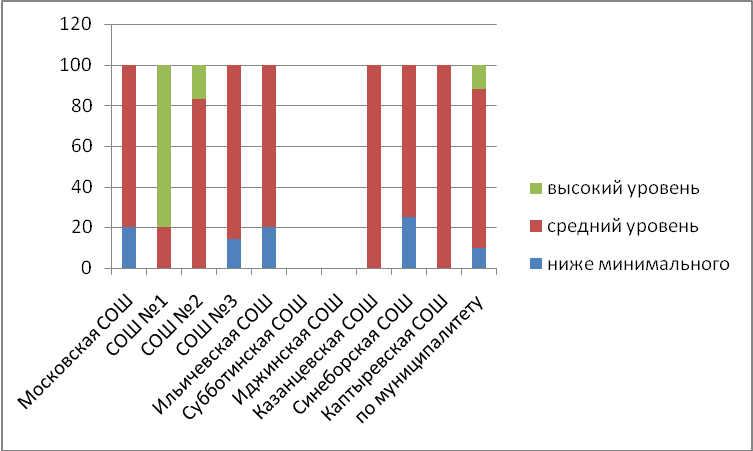 120
100
80
60
40
20
0
Московская СОШ
СОШ №1
СОШ №2
СОШ №3
Ильичевская СОШ
Субботинская СОШ
Иджинская СОШ
Казанцевская СОШ
Синеборская СОШ
Каптыревская СОШ
по муниципалитету
высокий уровень
средний уровень
ниже минимального